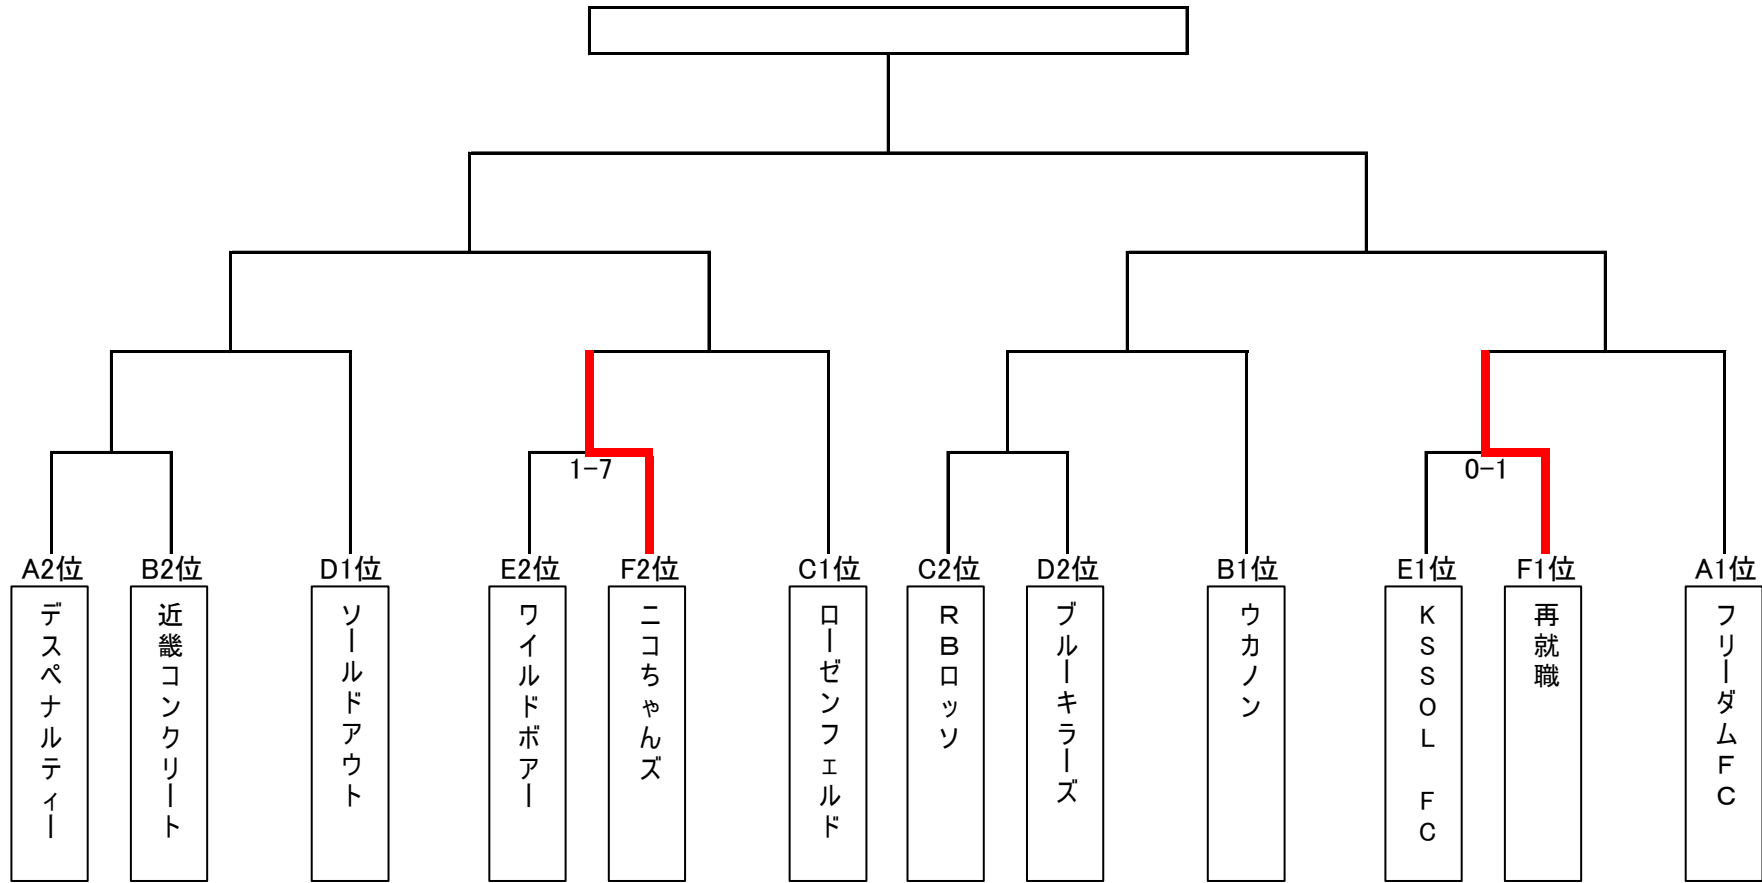 1-7
0-1
A2位
B2位
D1位
E2位
F2位
C1位
C2位
D2位
B1位
E1位
F1位
A1位
デスペナルティー
近畿コンクリート
ソールドアウト
ワイルドボアー
ニコちゃんズ
ローゼンフェルド
RBロッソ
ブルーキラーズ
ウカノン
KSSOL FC
再就職
フリーダムFC